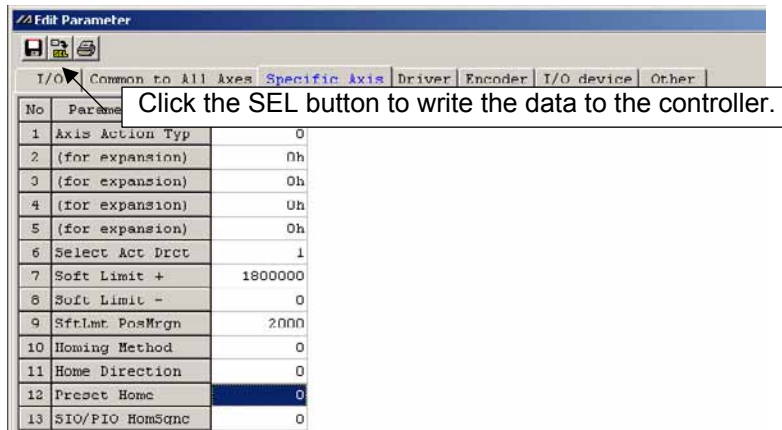 Edit Parameter
SEL
I/O Common to All Axes Specific Axis Driver Encoder I/O device Other
Click the SEL button to write the data to the controller.
No
1 Axis Action Typ 0
2 (for expansion) 0h
3 (for expansion) 0h
4 (for expansion) 0h
5 (for expansion) 0h
6 Select Act Drct 1
7 Soft Limit + 1800000
8 Soft Limit - 0
9 SftLmt PosMrgn 2000
10 Homing Method 0
11 Home Direction 0
12 Preset Home 0
13 SIO/PIO HomSqnc 0